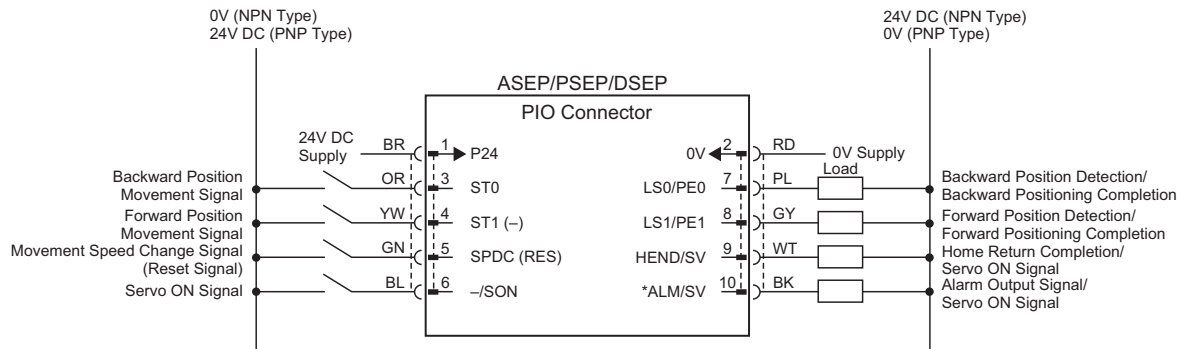 0V (NPN Type)
24V DC (PNP Type)
24V DC (NPN Type)
0V (PNP Type)
ASEP/PSEP/DSEP
PIO Connector
24V DC
Supply
BR
1
P24
0V
2
RD
0V Supply
Load
Backward Position
Movement Signal
OR
3
ST0
LS0/PE0
7
PL
Backward Position Detection/
Backward Positioning Completion
Forward Position
Movement Signal
YW
4
ST1 (–)
LS1/PE1
8
GY
Forward Position Detection/
Forward Positioning Completion
Movement Speed Change Signal
(Reset Signal)
GN
5
SPDC (RES)
HEND/SV
9
WT
Home Return Completion/
Servo ON Signal
Servo ON Signal
BL
6
–/SON
*ALM/SV
10
BK
Alarm Output Signal/
Servo ON Signal